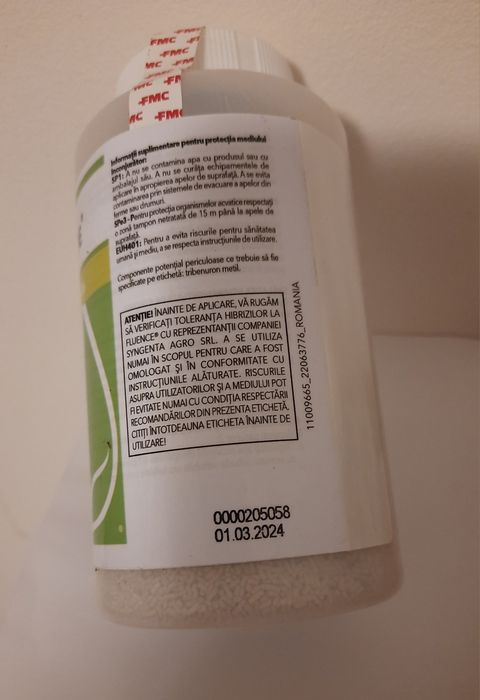 FMC
FMC
FMC
FMC
FMC
Informații suplimentare pentru protecția mediului
înconjurător:
SP1: A nu se contamina apa cu produsul sau cu
ambalajul său. A nu se curăța echipamentele de
aplicare în apropierea apelor de suprafață. A se evita
contaminarea prin sistemele de evacuare a apelor din
ferme sau drumuri.
SPe3 - Pentru protecția organismelor acvatice respectați
o zonă tampon netratată de 15 m până la apele de
suprafață.
EUH401: Pentru a evita riscurile pentru sănătatea
umană și mediu, a se respecta instrucțiunile de utilizare.
Componente potențial periculoase ce trebuie să fie
specificate pe etichetă: tribenuron metil.
ATENȚIE! ÎNAINTE DE APLICARE, VĂ RUGĂM
SĂ VERIFICAȚI TOLERANȚA HIBRIZILOR LA
FLUENCE® CU REPREZENTANȚII COMPANIEI
SYNGENTA AGRO SRL. A SE UTILIZA
NUMAI ÎN SCOPUL PENTRU CARE A FOST
OMOLOGAT ȘI ÎN CONFORMITATE CU
INSTRUCȚIUNILE ALĂTURATE. RISCURILE
ASUPRA UTILIZATORILOR ȘI A MEDIULUI POT
FI EVITATE NUMAI CU CONDIȚIA RESPECTĂRII
RECOMANDĂRILOR DIN PREZENTA ETICHETĂ.
CITIȚI ÎNTOTDEAUNA ETICHETA ÎNAINTE DE
UTILIZARE!
11009665_22063776_ROMANIA
0000205058
01.03.2024